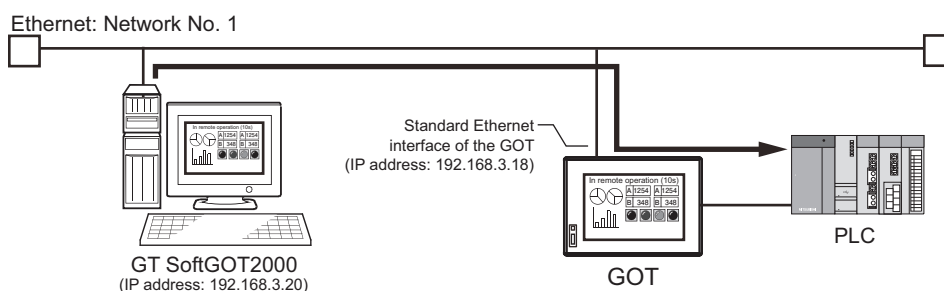 Ethernet: Network No. 1
In remote operation (10s)
A 1254 A 1254
B 348 B 348
GT SoftGOT2000
(IP address: 192.168.3.20)
Standard Ethernet
interface of the GOT
(IP address: 192.168.3.18)
In remote operation (10s)
A 1254 A 1254
B 348 B 348
GOT
PLC